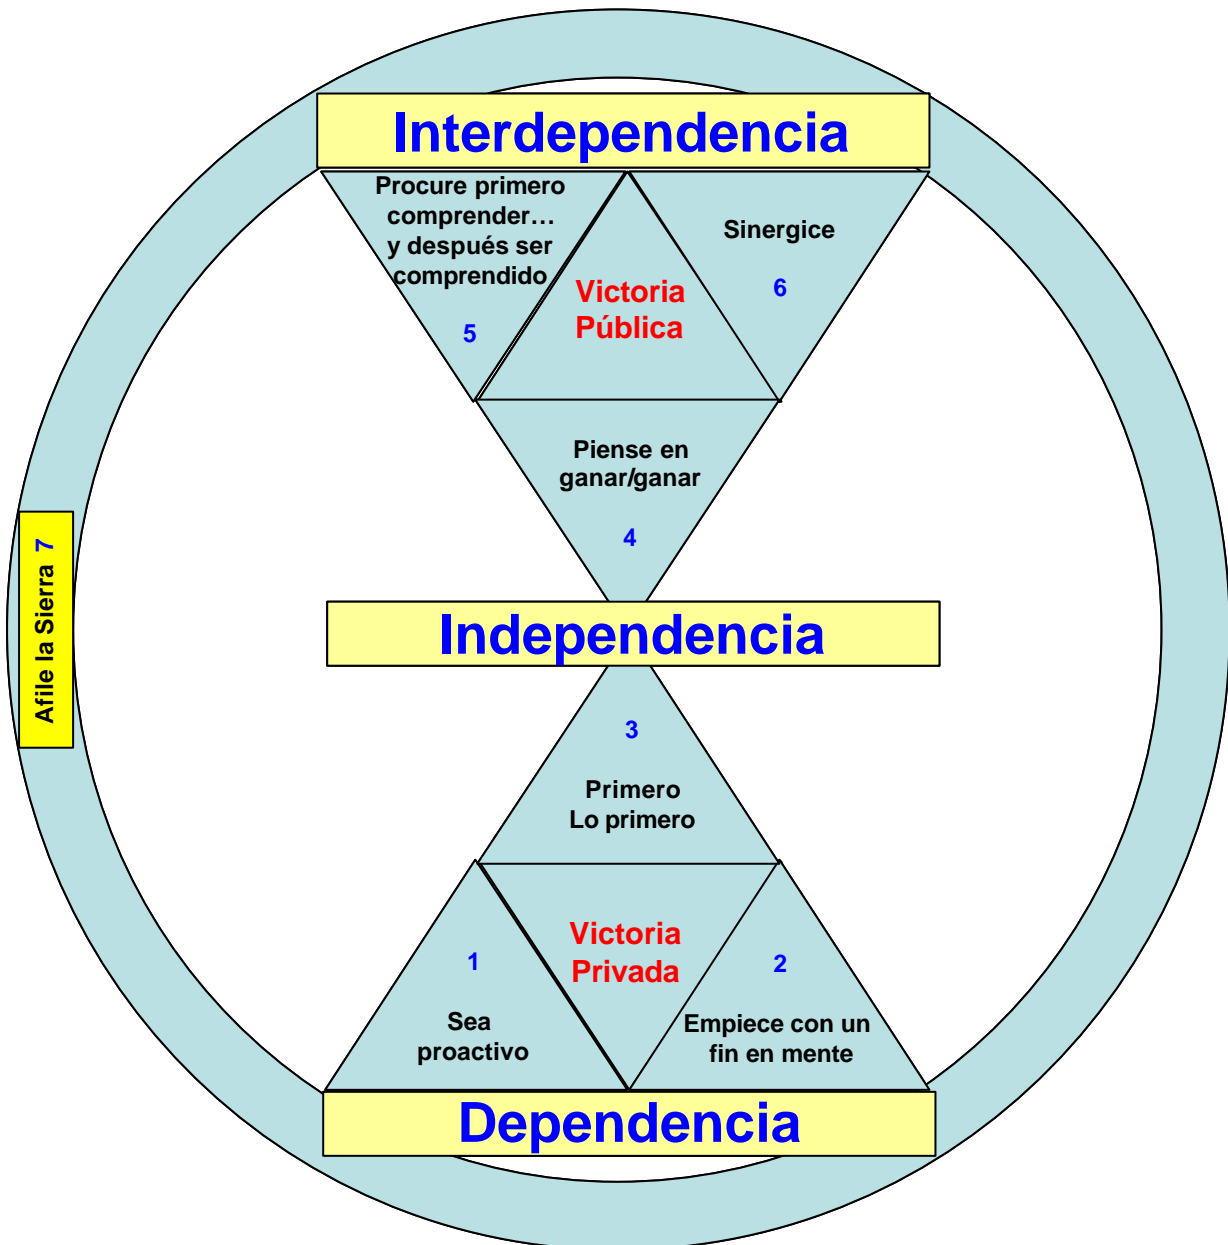 Interdependencia
Procure primero
comprender…
y después ser
comprendido
5
Sinergice
6
Victoria
Pública
Piense en
ganar/ganar
4
Afile la Sierra 7
Independencia
3
Primero
Lo primero
Victoria
Privada
1
Sea
proactivo
2
Empiece con un
fin en mente
Dependencia